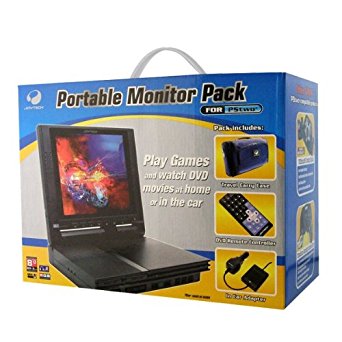 JOYTECH
Portable Monitor Pack
FOR PStwo
Pack includes:
Play Games
and watch DVD
movies at home
or in the car
Travel Carry Case
DVD Remote Controller
In Car Adapter